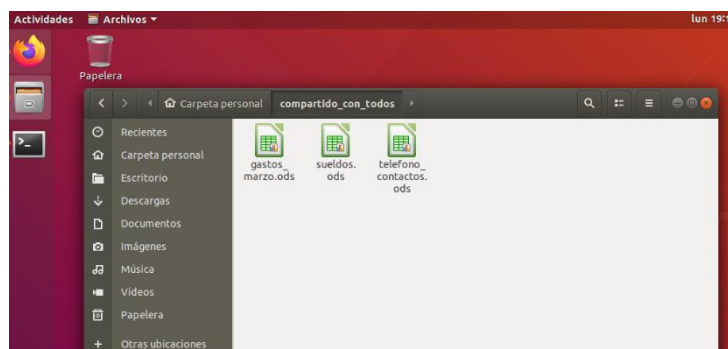 Actividades Archivos lun 19:1
Papelera
Carpeta personal compartido_con_todos
Recientes
Carpeta personal
Escritorio
Descargas
Documentos
Imágenes
Música
Vídeos
Papelera
Otras ubicaciones
gastos_
marzo.ods
sueldos.
ods
telefono_
contactos.
ods